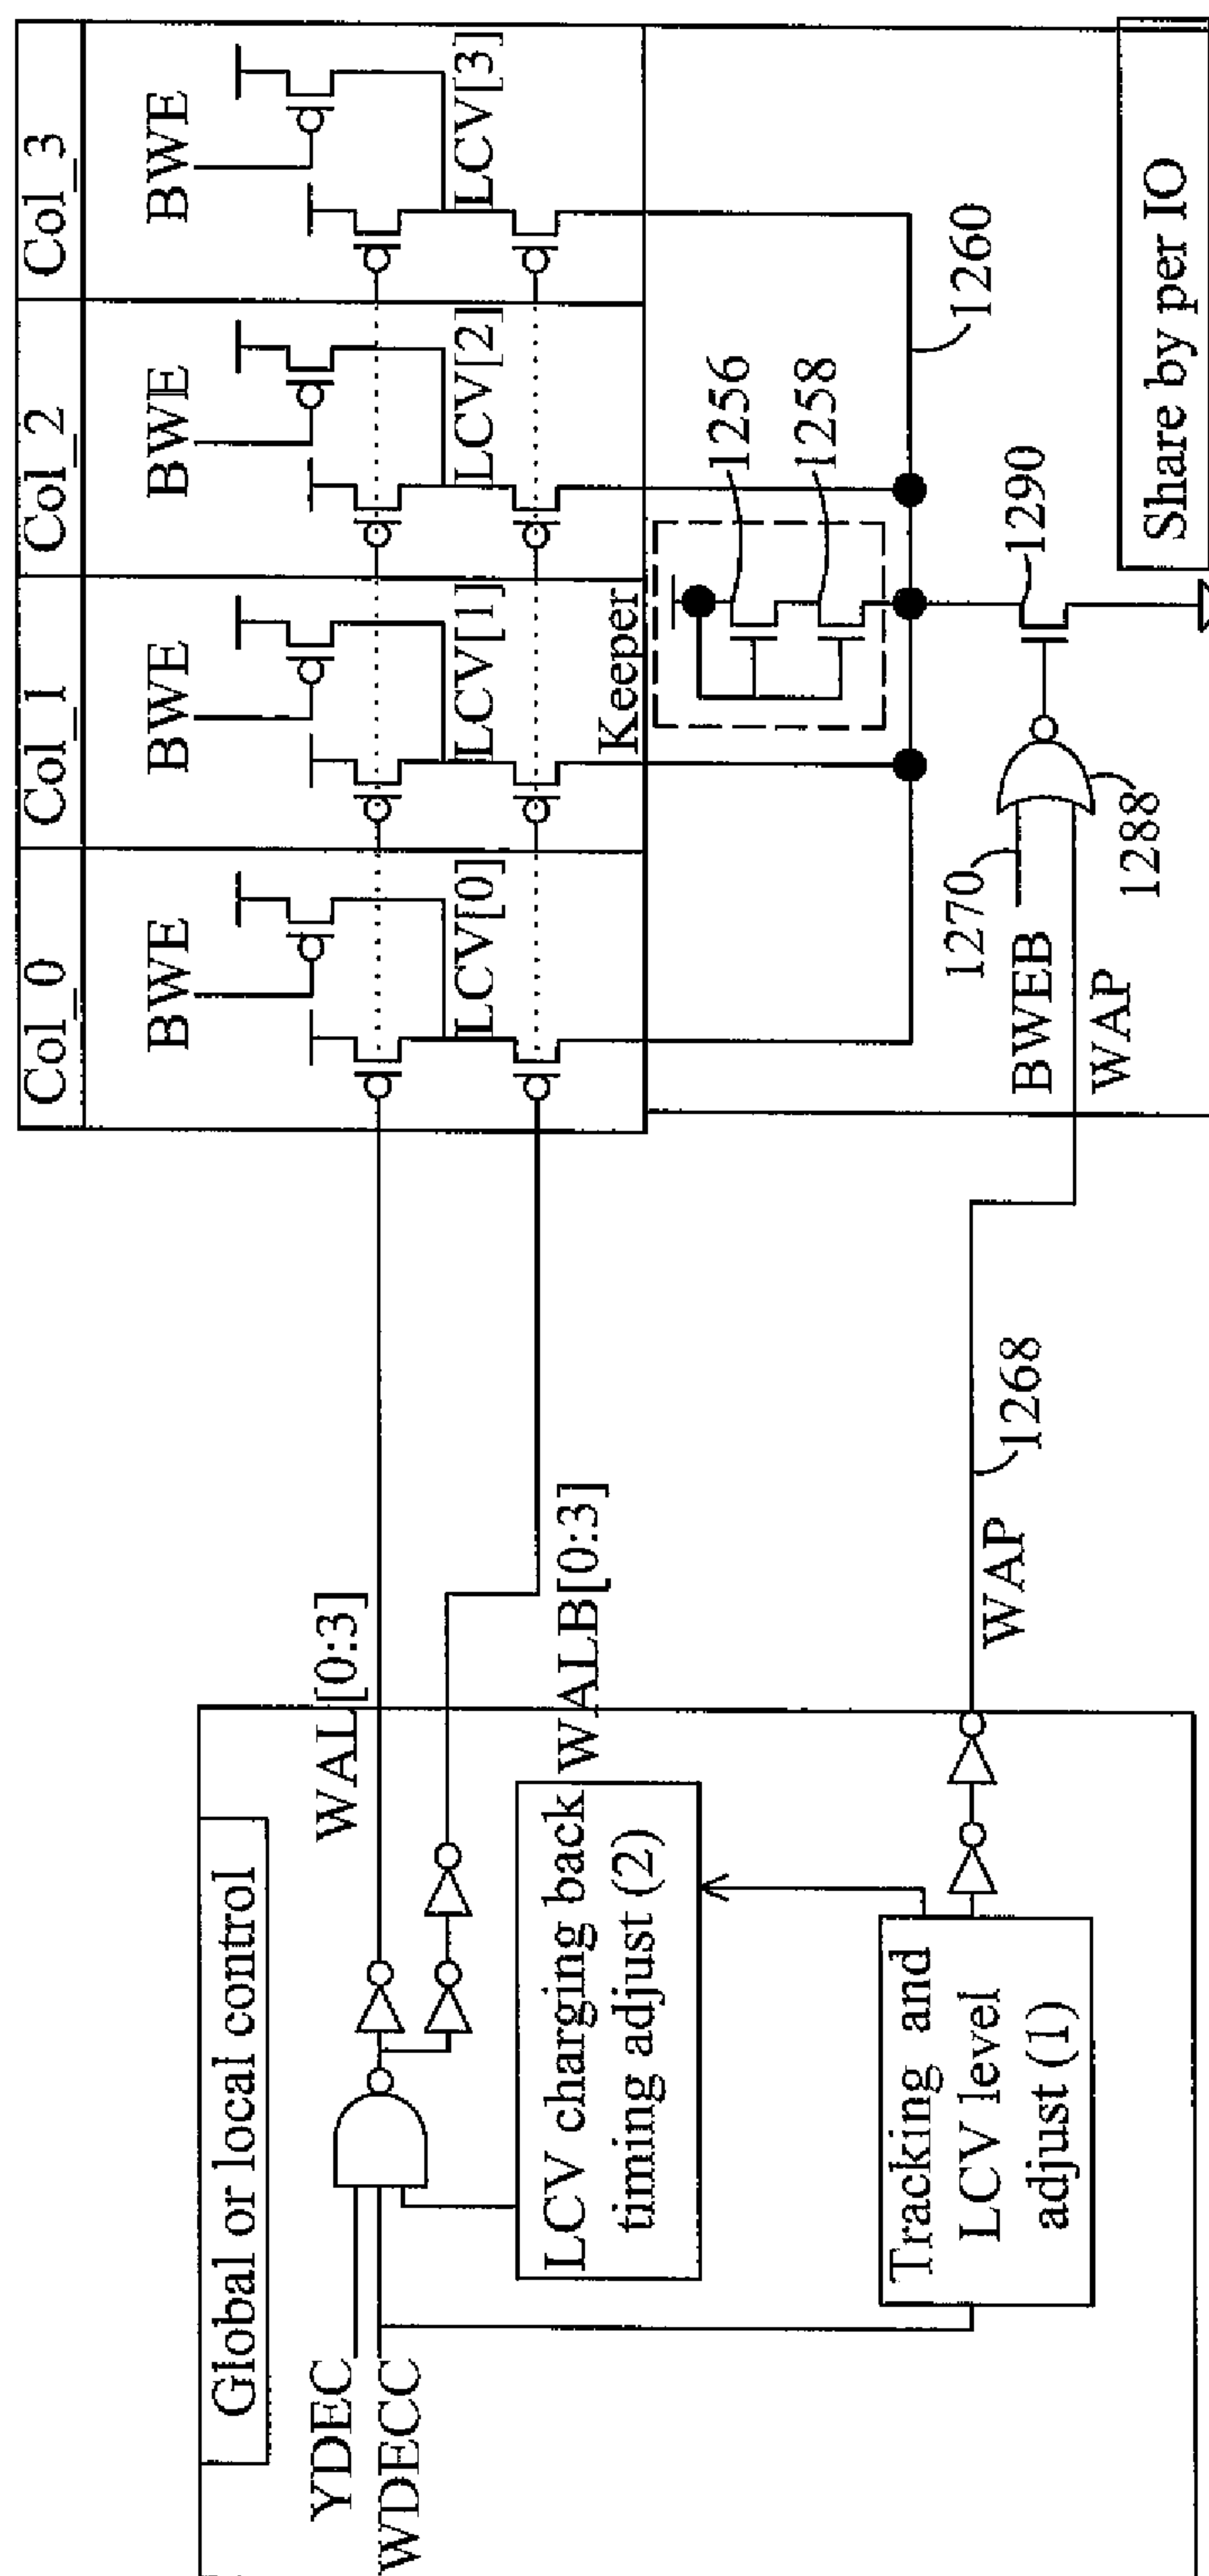 Global or local control
YDEC
WDECC
WAL[0:3]
WALB[0:3]
LCV charging back
timing adjust (2)
Tracking and
LCV level
adjust (1)
WAP
1268
Col_0
Col_1
Col_2
Col_3
BWE
BWE
BWE
BWE
LCV[0]
LCV[1]
LCV[2]
LCV[3]
Keeper
1256
1258
1260
1270
BWEB
WAP
1288
1290
Share by per IO